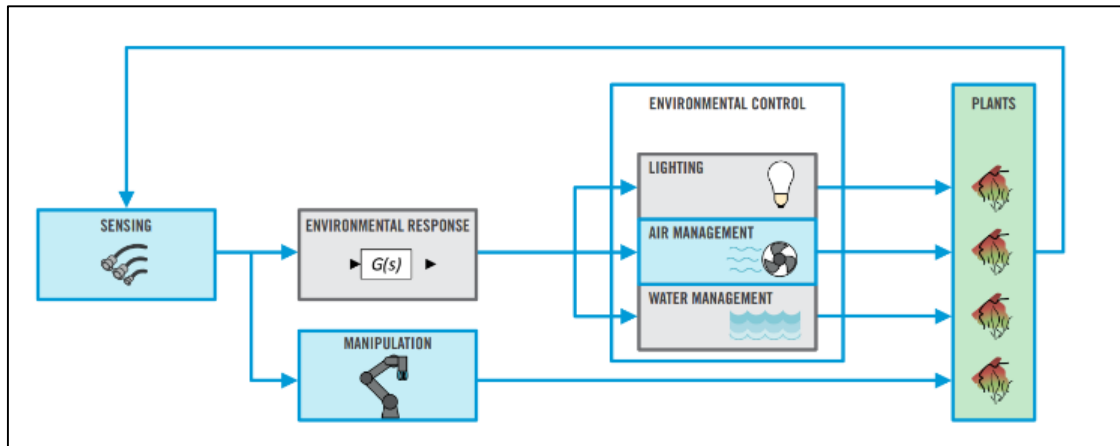 ENVIRONMENTAL CONTROL
PLANTS
LIGHTING
SENSING
ENVIRONMENTAL RESPONSE
G(s)
AIR MANAGEMENT
WATER MANAGEMENT
MANIPULATION